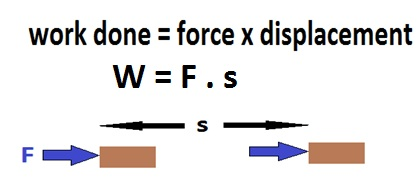 work done = force x displacement
W = F . s
s
F